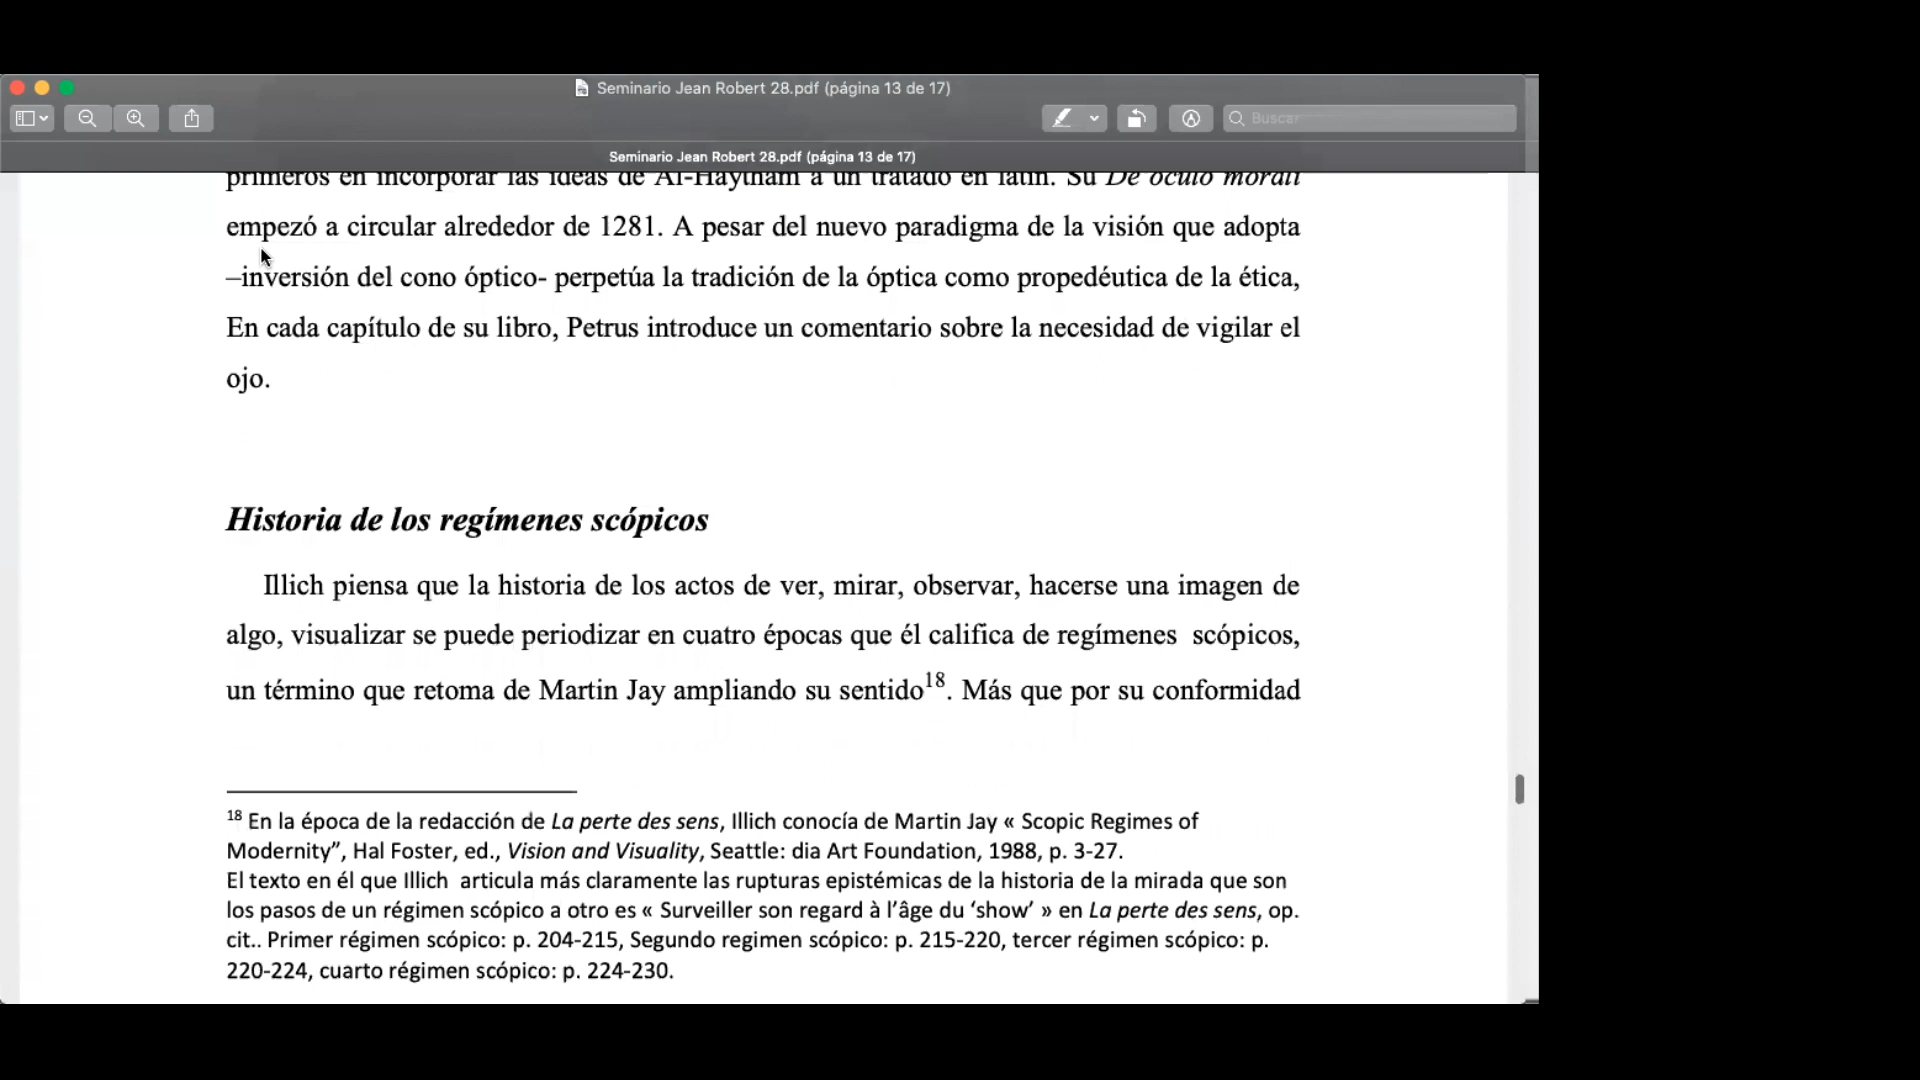 Seminario Jean Robert 28.pdf (página 13 de 17)
Buscar
Seminario Jean Robert 28.pdf (página 13 de 17)
primeros en incorporar las ideas de Al-Haytham a un tratado en latín. Su De oculo morali
empezó a circular alrededor de 1281. A pesar del nuevo paradigma de la visión que adopta
–inversión del cono óptico- perpetúa la tradición de la óptica como propedéutica de la ética,
En cada capítulo de su libro, Petrus introduce un comentario sobre la necesidad de vigilar el
ojo.
Historia de los regímenes scópicos
Illich piensa que la historia de los actos de ver, mirar, observar, hacerse una imagen de
algo, visualizar se puede periodizar en cuatro épocas que él califica de regímenes scópicos,
un término que retoma de Martin Jay ampliando su sentido18. Más que por su conformidad
18 En la época de la redacción de La perte des sens, Illich conocía de Martin Jay « Scopic Regimes of
Modernity”, Hal Foster, ed., Vision and Visuality, Seattle: dia Art Foundation, 1988, p. 3-27.
El texto en él que Illich articula más claramente las rupturas epistémicas de la historia de la mirada que son
los pasos de un régimen scópico a otro es « Surveiller son regard à l’âge du ‘show’ » en La perte des sens, op.
cit.. Primer régimen scópico: p. 204-215, Segundo regimen scópico: p. 215-220, tercer régimen scópico: p.
220-224, cuarto régimen scópico: p. 224-230.